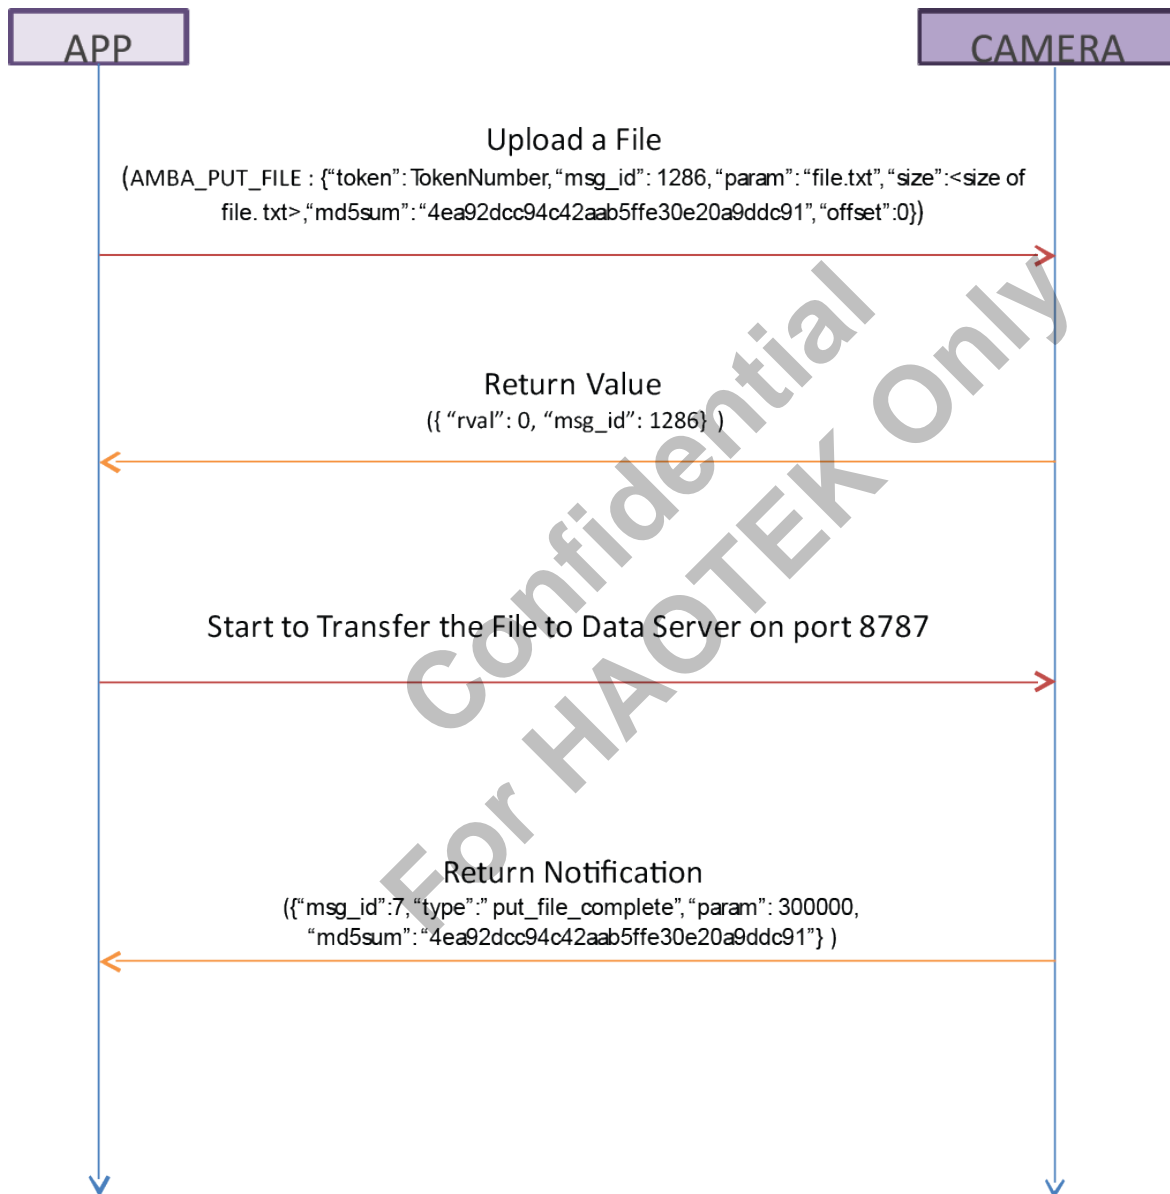 APP
CAMERA
Upload a File
(AMBA_PUT_FILE : {“token”: TokenNumber, “msg_id”: 1286, “param”: “file.txt”, “size”:<size of
file. txt>,“md5sum”: “4ea92dcc94c42aab5ffe30e20a9ddc91”, “offset”:0})
Return Value
({ “rval”: 0, “msg_id”: 1286} )
Start to Transfer the File to Data Server on port 8787
Return Notification
({“msg_id”:7, “type”:” put_file_complete”, “param”: 300000,
“md5sum”: “4ea92dcc94c42aab5ffe30e20a9ddc91”} )
Confidential
For HAOTEK Only